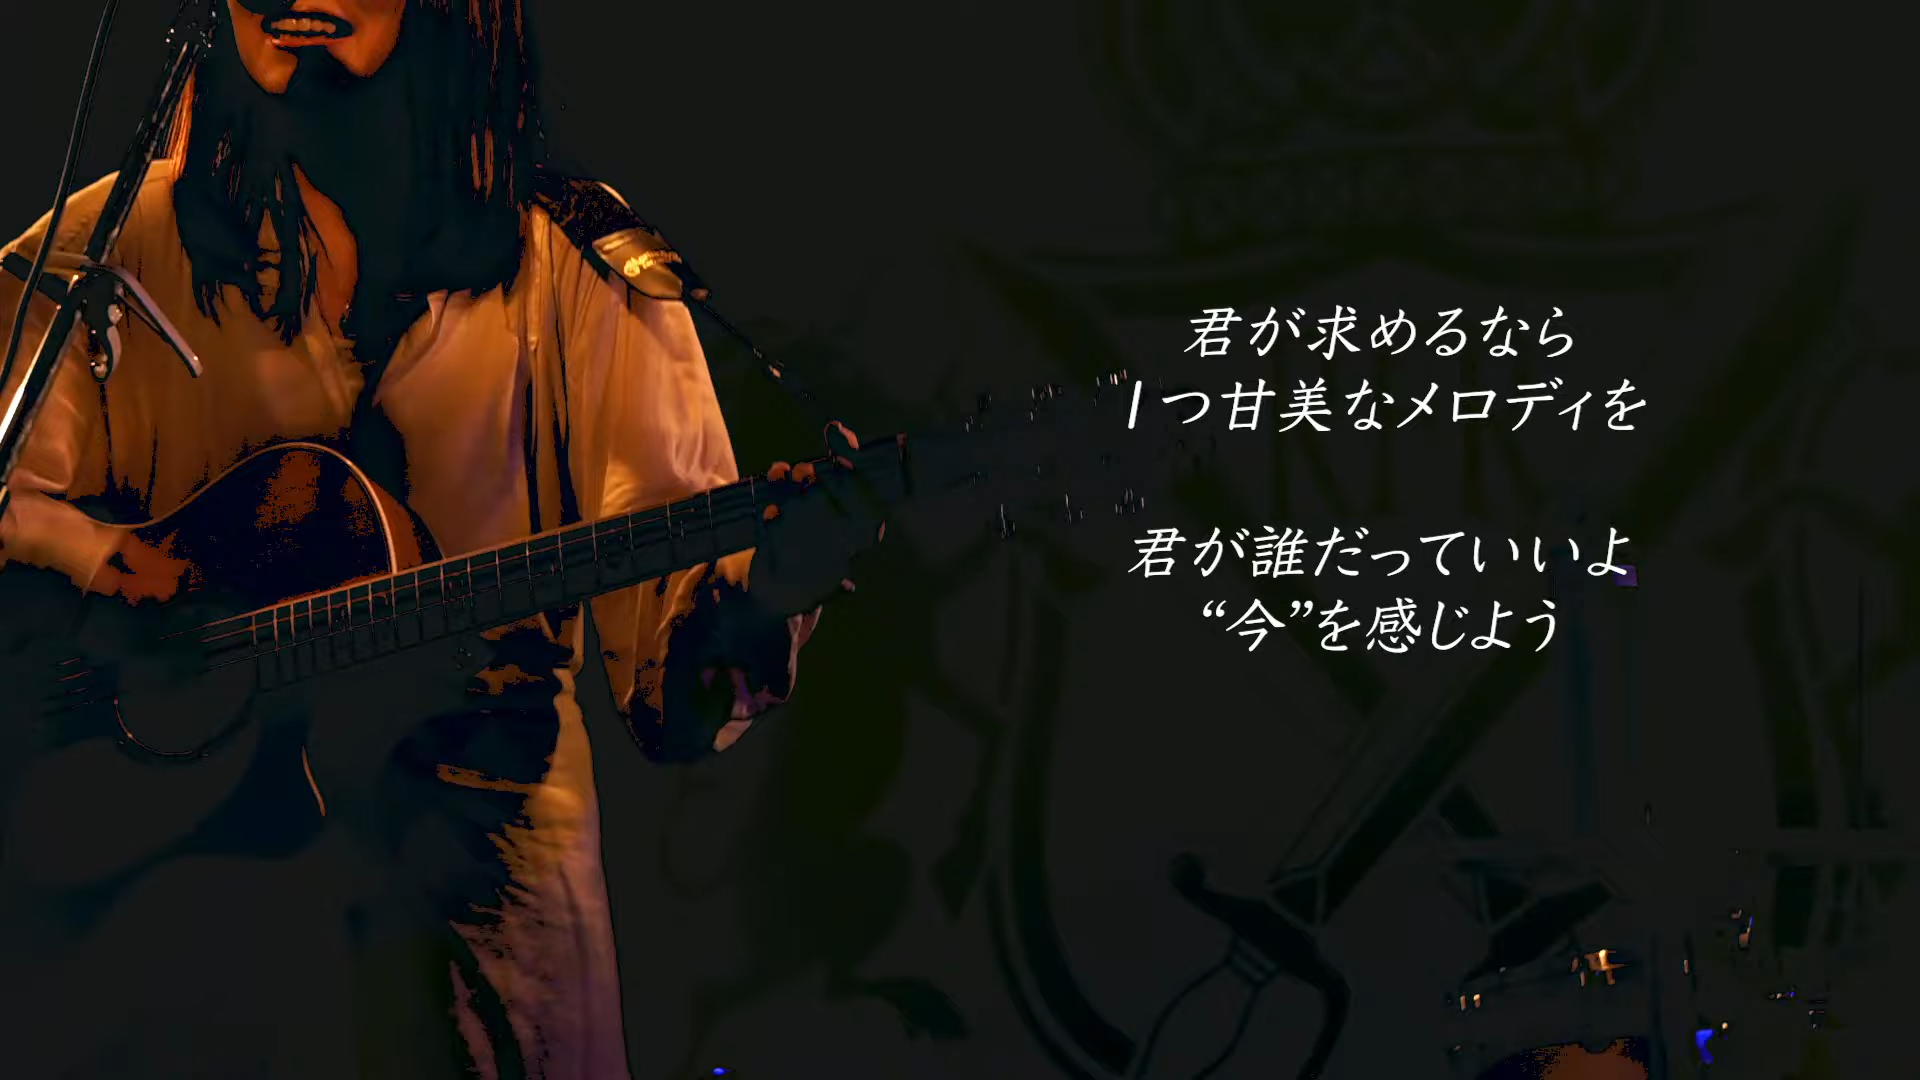 君が求めるなら
1つ甘美なメロディを
君が誰だっていいよ
“今”を感じよう